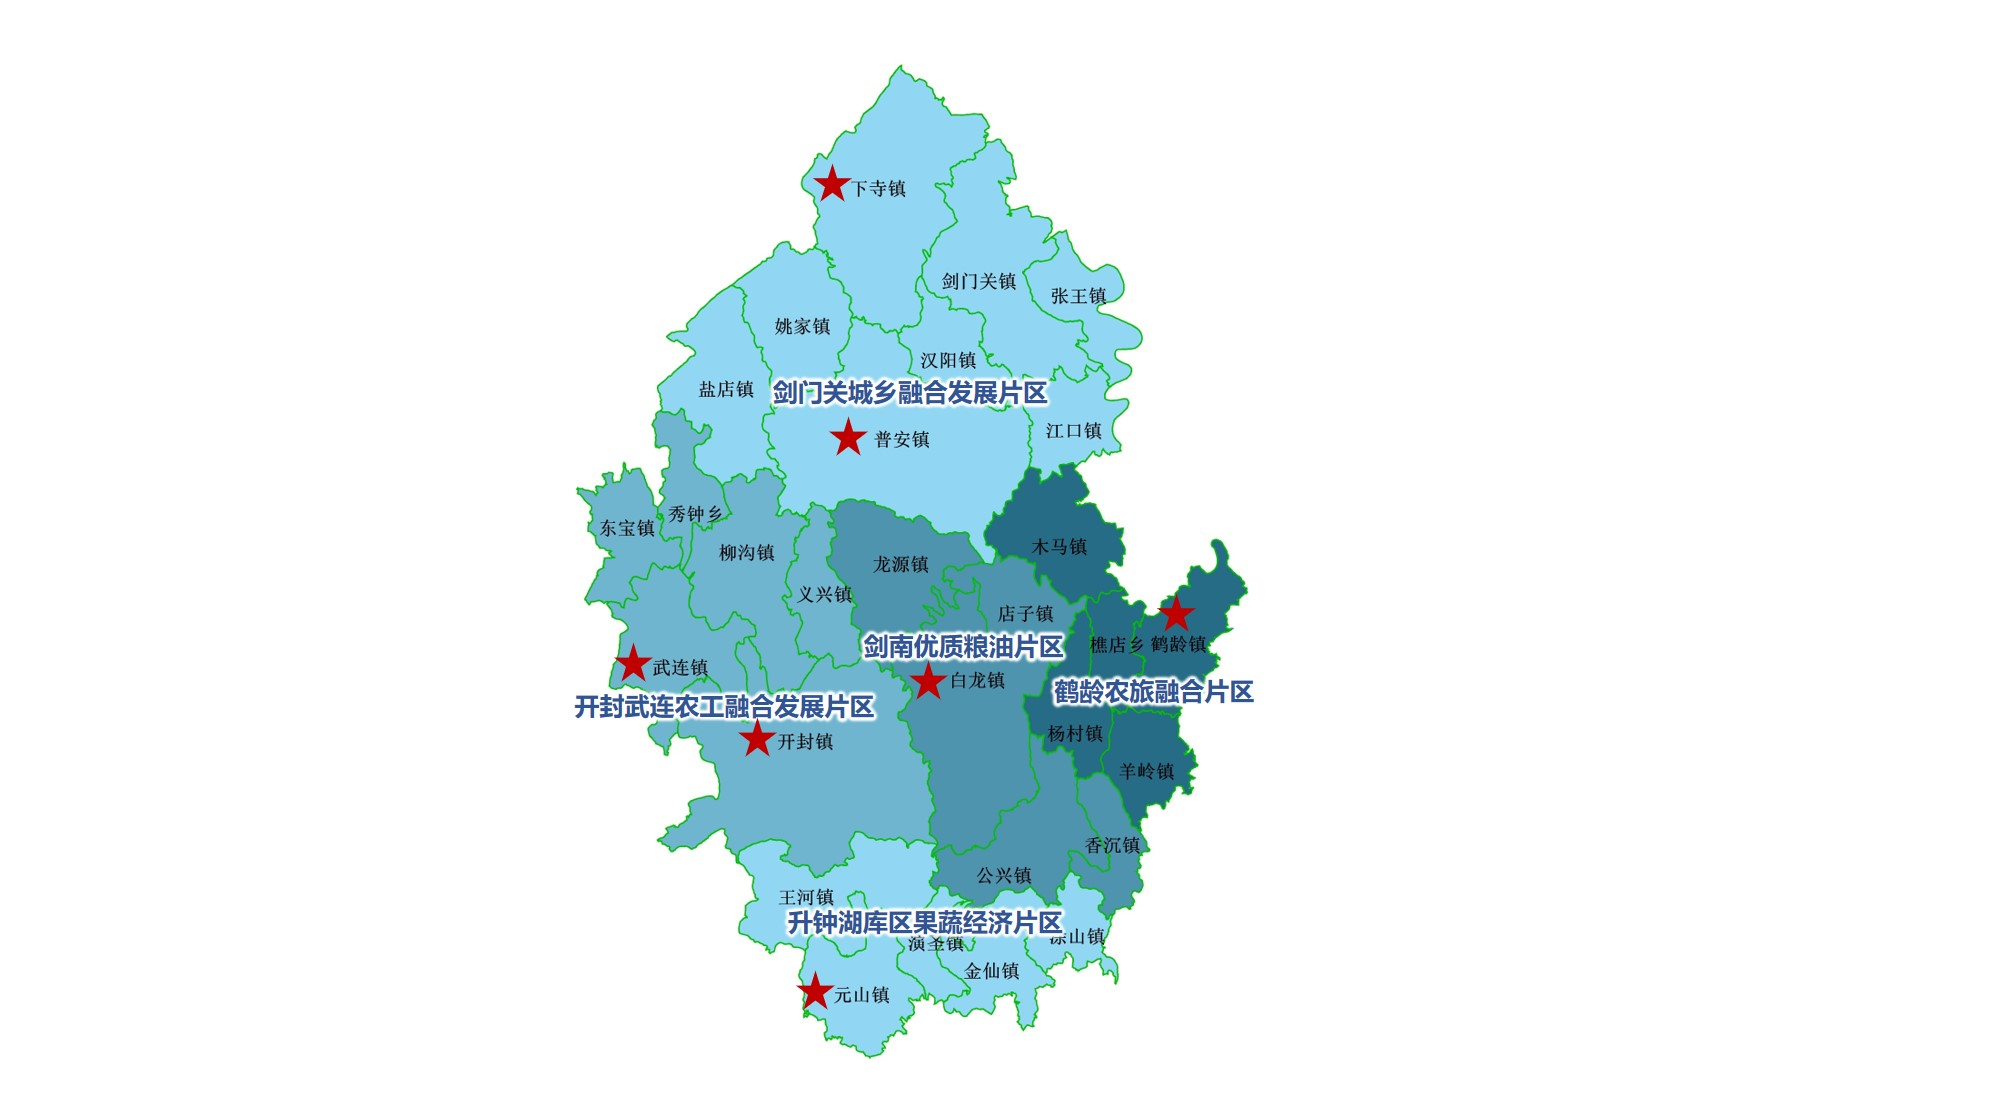 下寺镇
剑门关镇
张王镇
姚家镇
汉阳镇
盐店镇
剑门关城乡融合发展片区
江口镇
普安镇
秀钟乡
东宝镇
柳沟镇
木马镇
龙源镇
义兴镇
店子镇
剑南优质粮油片区
樵店乡
鹤龄镇
武连镇
白龙镇
鹤龄农旅融合片区
开封武连农工融合发展片区
杨村镇
开封镇
羊岭镇
香沉镇
公兴镇
王河镇
升钟湖库区果蔬经济片区
涂山镇
演圣镇
金仙镇
元山镇